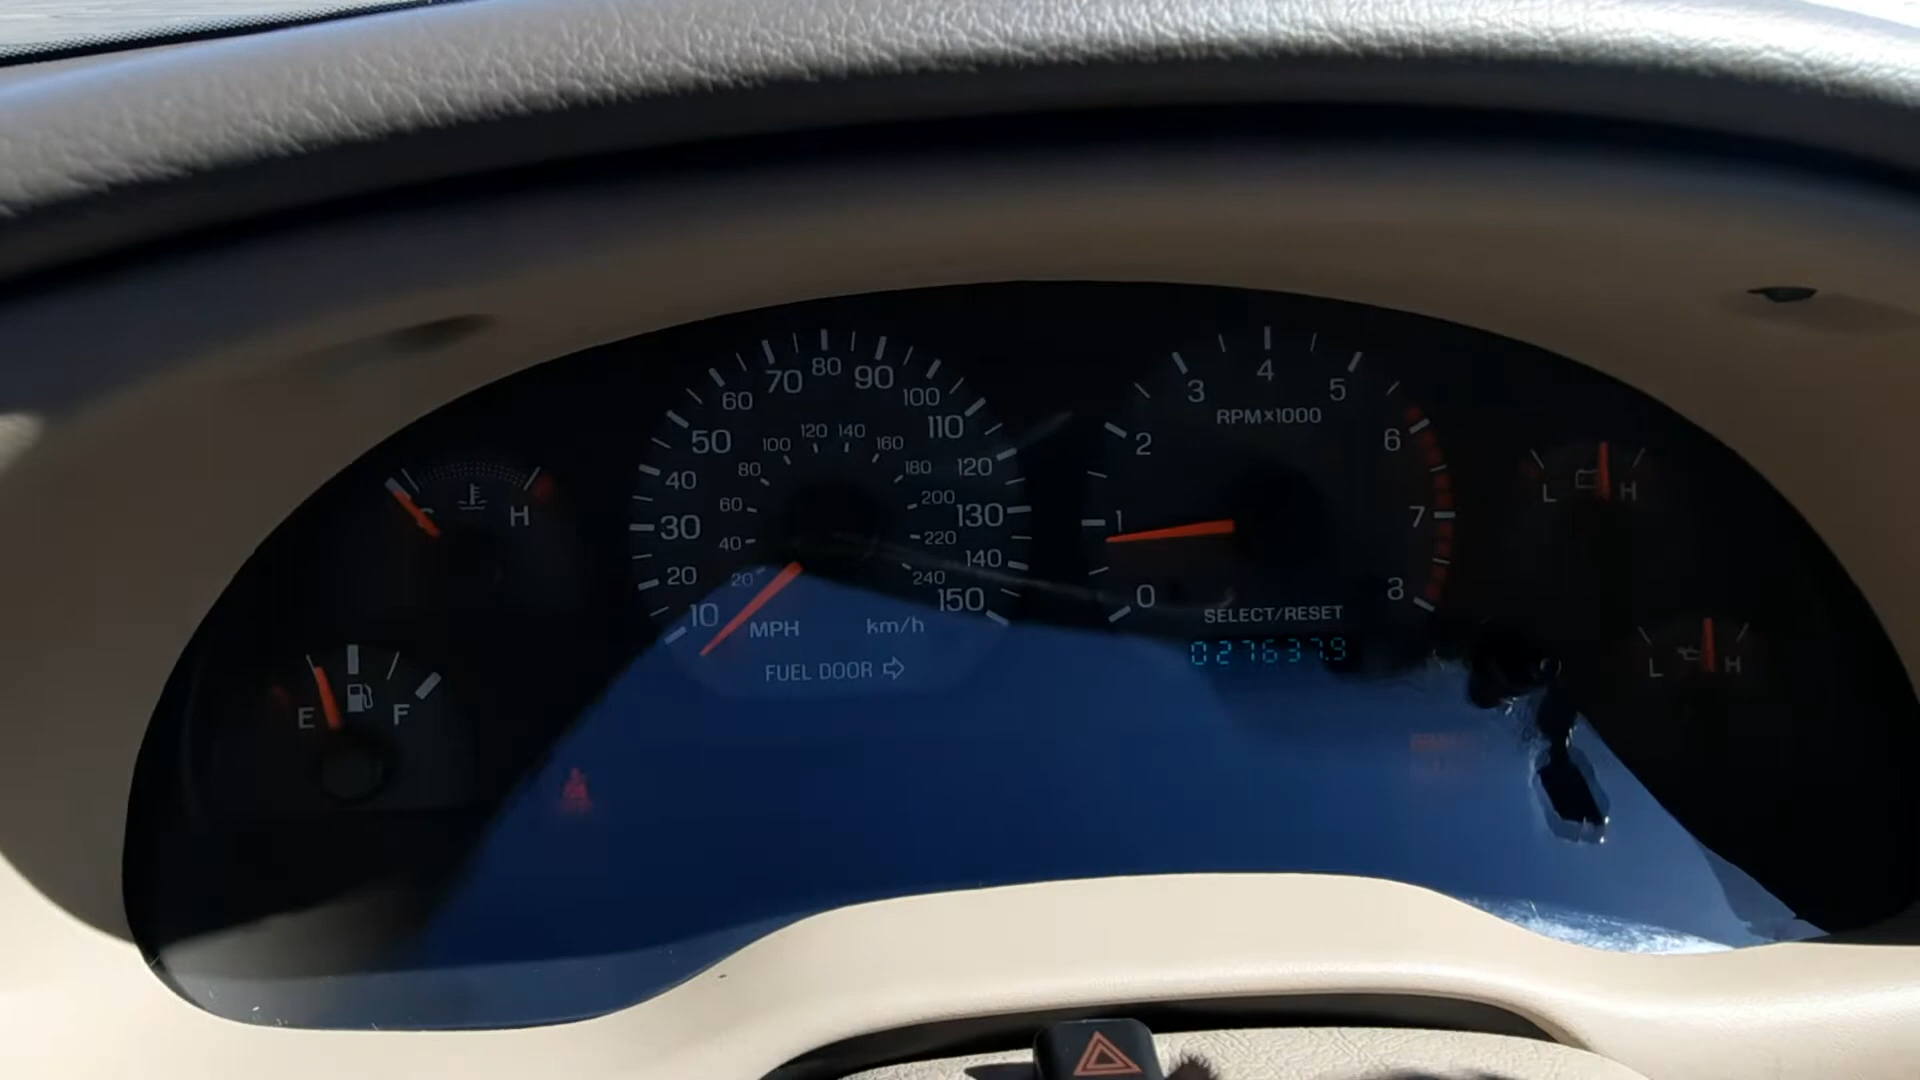 10 20 30 40 50 60 70 80 90 100 110 120 130 140 150
20 40 60 80 100 120 140 160 180 200 220 240
MPH km/h
FUEL DOOR
0 1 2 3 4 5 6 7 8
RPM×1000
SELECT/RESET
027637.9
H
E F
L H
L H